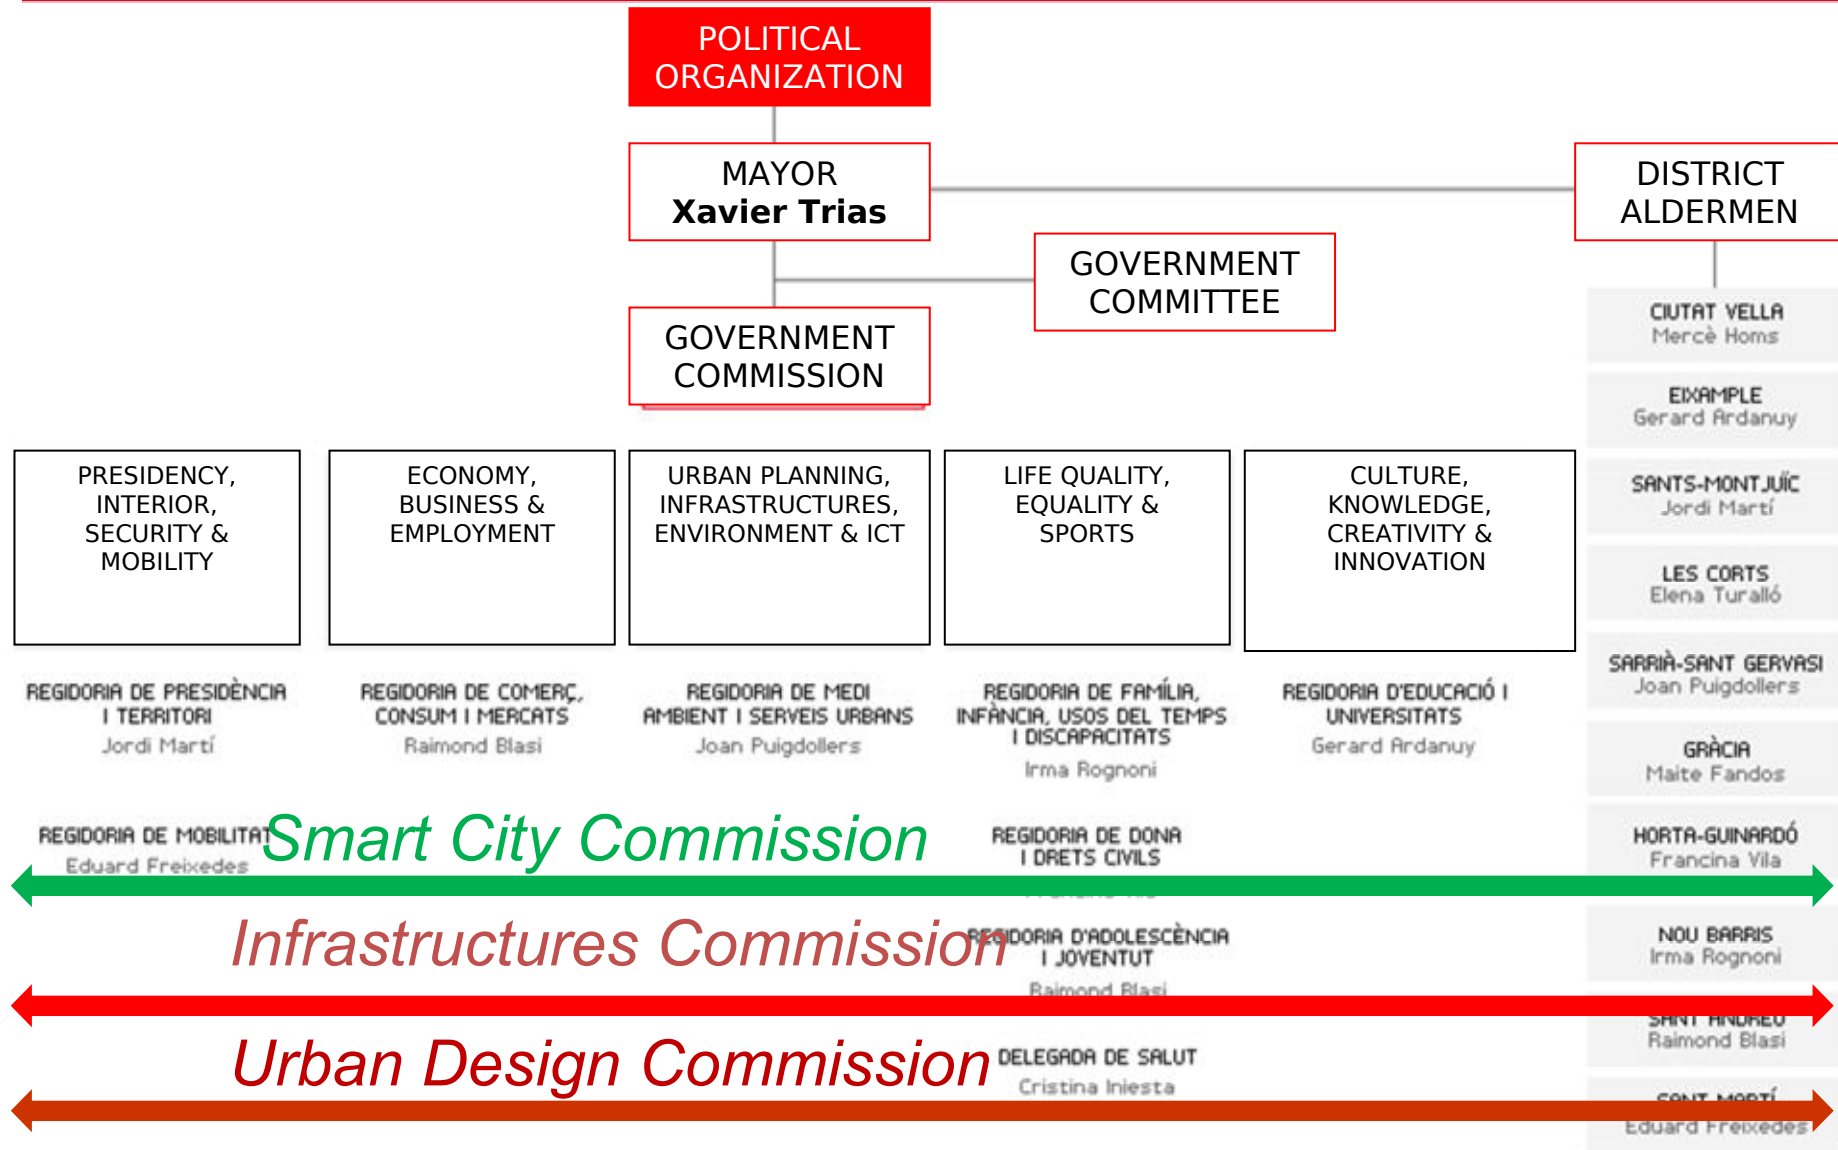 POLITICAL
ORGANIZATION
MAYOR
Xavier Trias
DISTRICT
ALDERMEN
GOVERNMENT
COMMITTEE
GOVERNMENT
COMMISSION
PRESIDENCY,
INTERIOR,
SECURITY &
MOBILITY
ECONOMY,
BUSINESS &
EMPLOYMENT
URBAN PLANNING,
INFRASTRUCTURES,
ENVIRONMENT & ICT
LIFE QUALITY,
EQUALITY &
SPORTS
CULTURE,
KNOWLEDGE,
CREATIVITY &
INNOVATION
REGIDORIA DE PRESIDÈNCIA
I TERRITORI
Jordi Martí
REGIDORIA DE MOBILITAT
Eduard Freixedes
REGIDORIA DE COMERÇ,
CONSUM I MERCATS
Raimond Blasi
REGIDORIA DE MEDI
AMBIENT I SERVEIS URBANS
Joan Puigdollers
REGIDORIA DE FAMÍLIA,
INFÀNCIA, USOS DEL TEMPS
I DISCAPACITATS
Irma Rognoni
REGIDORIA DE DONA
I DRETS CIVILS
REGIDORIA D'ADOLESCÈNCIA
I JOVENTUT
Raimond Blasi
DELEGADA DE SALUT
Cristina Iniesta
REGIDORIA D'EDUCACIÓ I
UNIVERSITATS
Gerard Ardanuy
CIUTAT VELLA
Mercè Homs
EIXAMPLE
Gerard Ardanuy
SANTS-MONTJUÏC
Jordi Martí
LES CORTS
Elena Turalló
SARRIÀ-SANT GERVASI
Joan Puigdollers
GRÀCIA
Maite Fandos
HORTA-GUINARDÓ
Francina Vila
NOU BARRIS
Irma Rognoni
SANT ANDREU
Raimond Blasi
SANT MARTÍ
Eduard Freixedes
Smart City Commission
Infrastructures Commission
Urban Design Commission